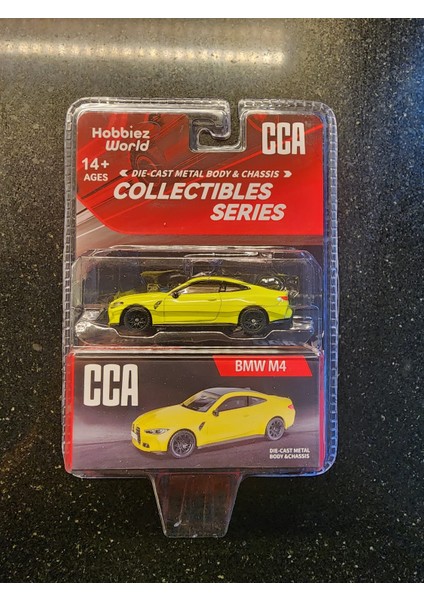 Hobbiez
World
CCA
14+
AGES
DIE-CAST METAL BODY & CHASSIS
COLLECTIBLES
SERIES
CCA
BMW M4
DIE-CAST METAL
BODY &CHASSIS